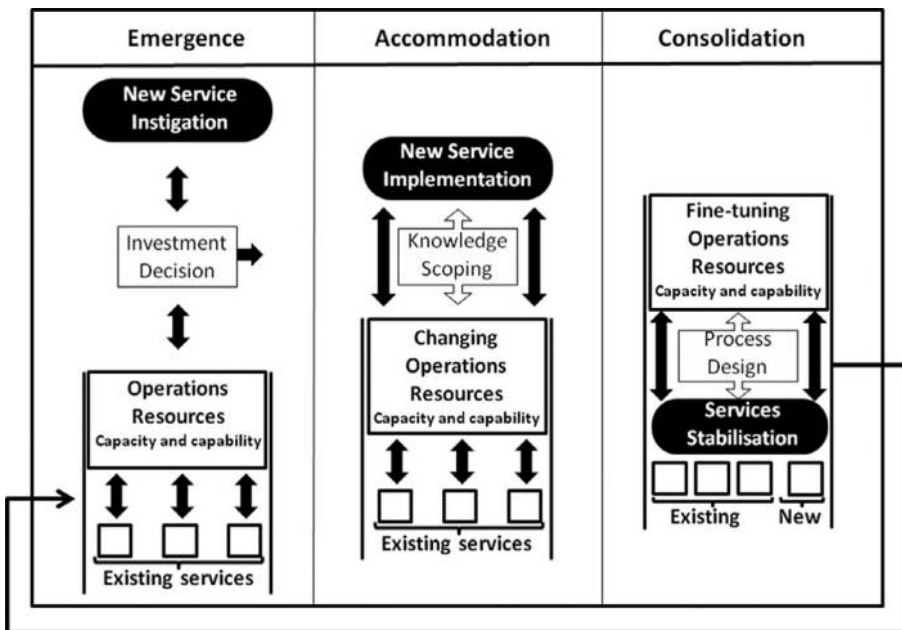 Emergence
Accommodation
Consolidation
New Service
Instigation
Investment
Decision
Operations
Resources
Capacity and capability
Existing services
New Service
Implementation
Knowledge
Scoping
Changing
Operations
Resources
Capacity and capability
Existing services
Fine-tuning
Operations
Resources
Capacity and capability
Process
Design
Services
Stabilisation
Existing
New